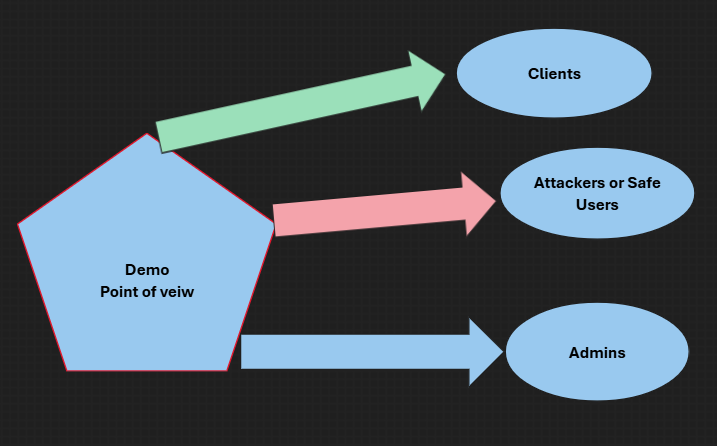 Clients
Attackers or Safe
Users
Demo
Point of veiw
Admins